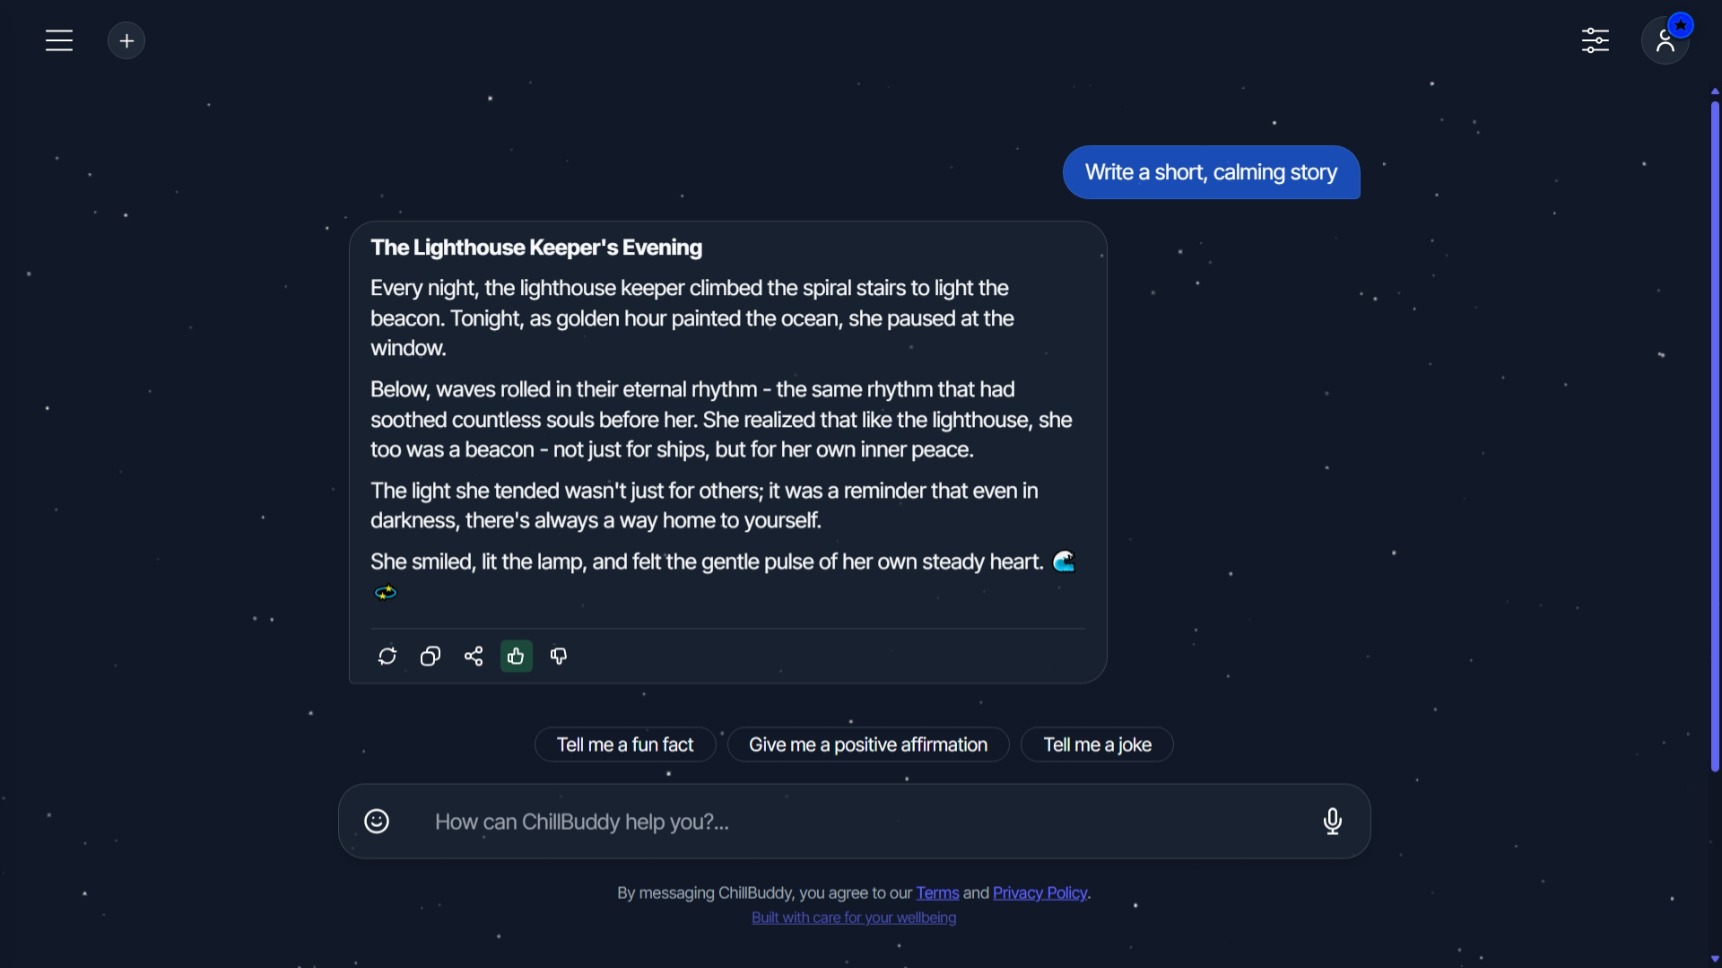 Write a short, calming story
The Lighthouse Keeper's Evening
Every night, the lighthouse keeper climbed the spiral stairs to light the
beacon. Tonight, as golden hour painted the ocean, she paused at the
window.
Below, waves rolled in their eternal rhythm - the same rhythm that had
soothed countless souls before her. She realized that like the lighthouse, she
too was a beacon - not just for ships, but for her own inner peace.
The light she tended wasn't just for others; it was a reminder that even in
darkness, there's always a way home to yourself.
She smiled, lit the lamp, and felt the gentle pulse of her own steady heart. 🌊
💫
Tell me a fun fact
Give me a positive affirmation
Tell me a joke
How can ChillBuddy help you?...
By messaging ChillBuddy, you agree to our Terms and Privacy Policy.
Built with care for your wellbeing